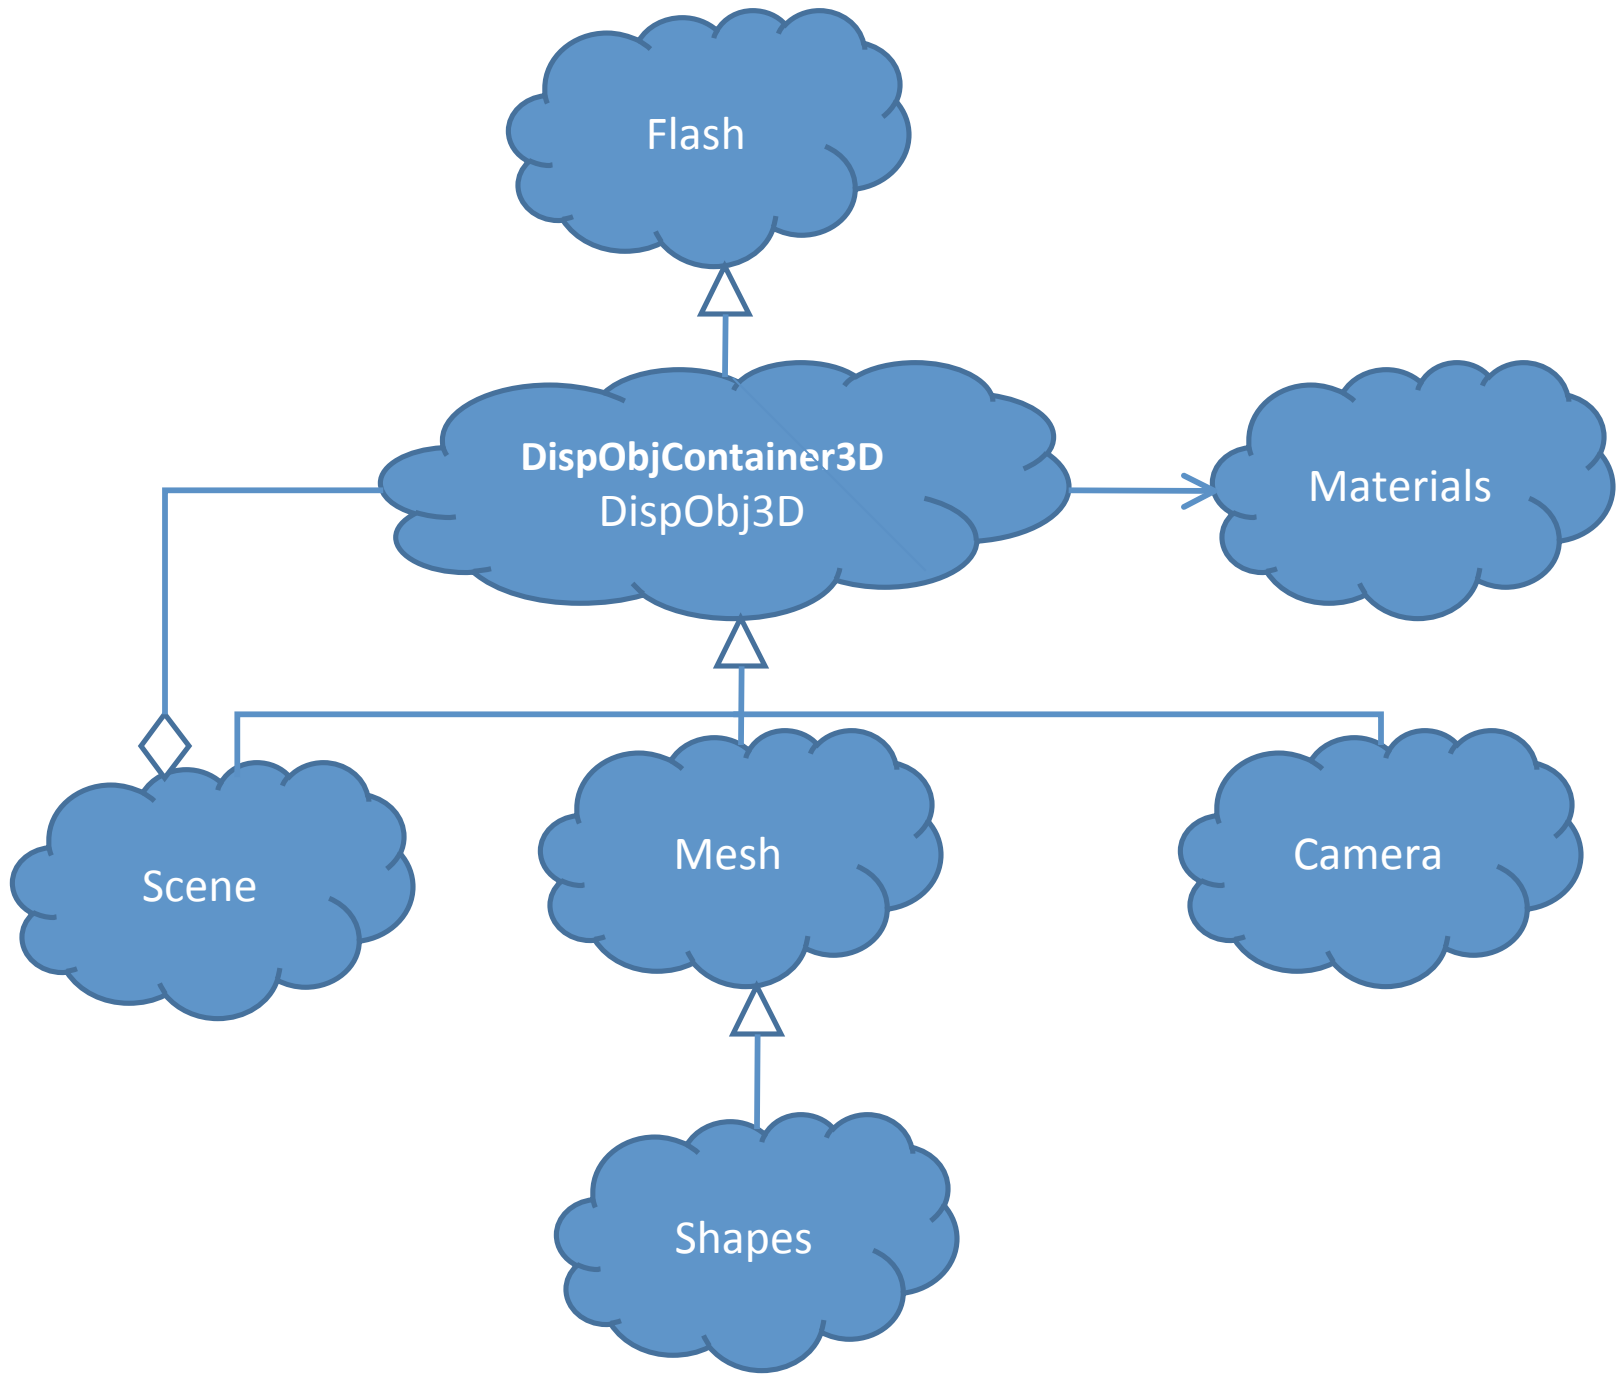 Flash
DispObjContainer3D
DispObj3D
Materials
Scene
Mesh
Camera
Shapes